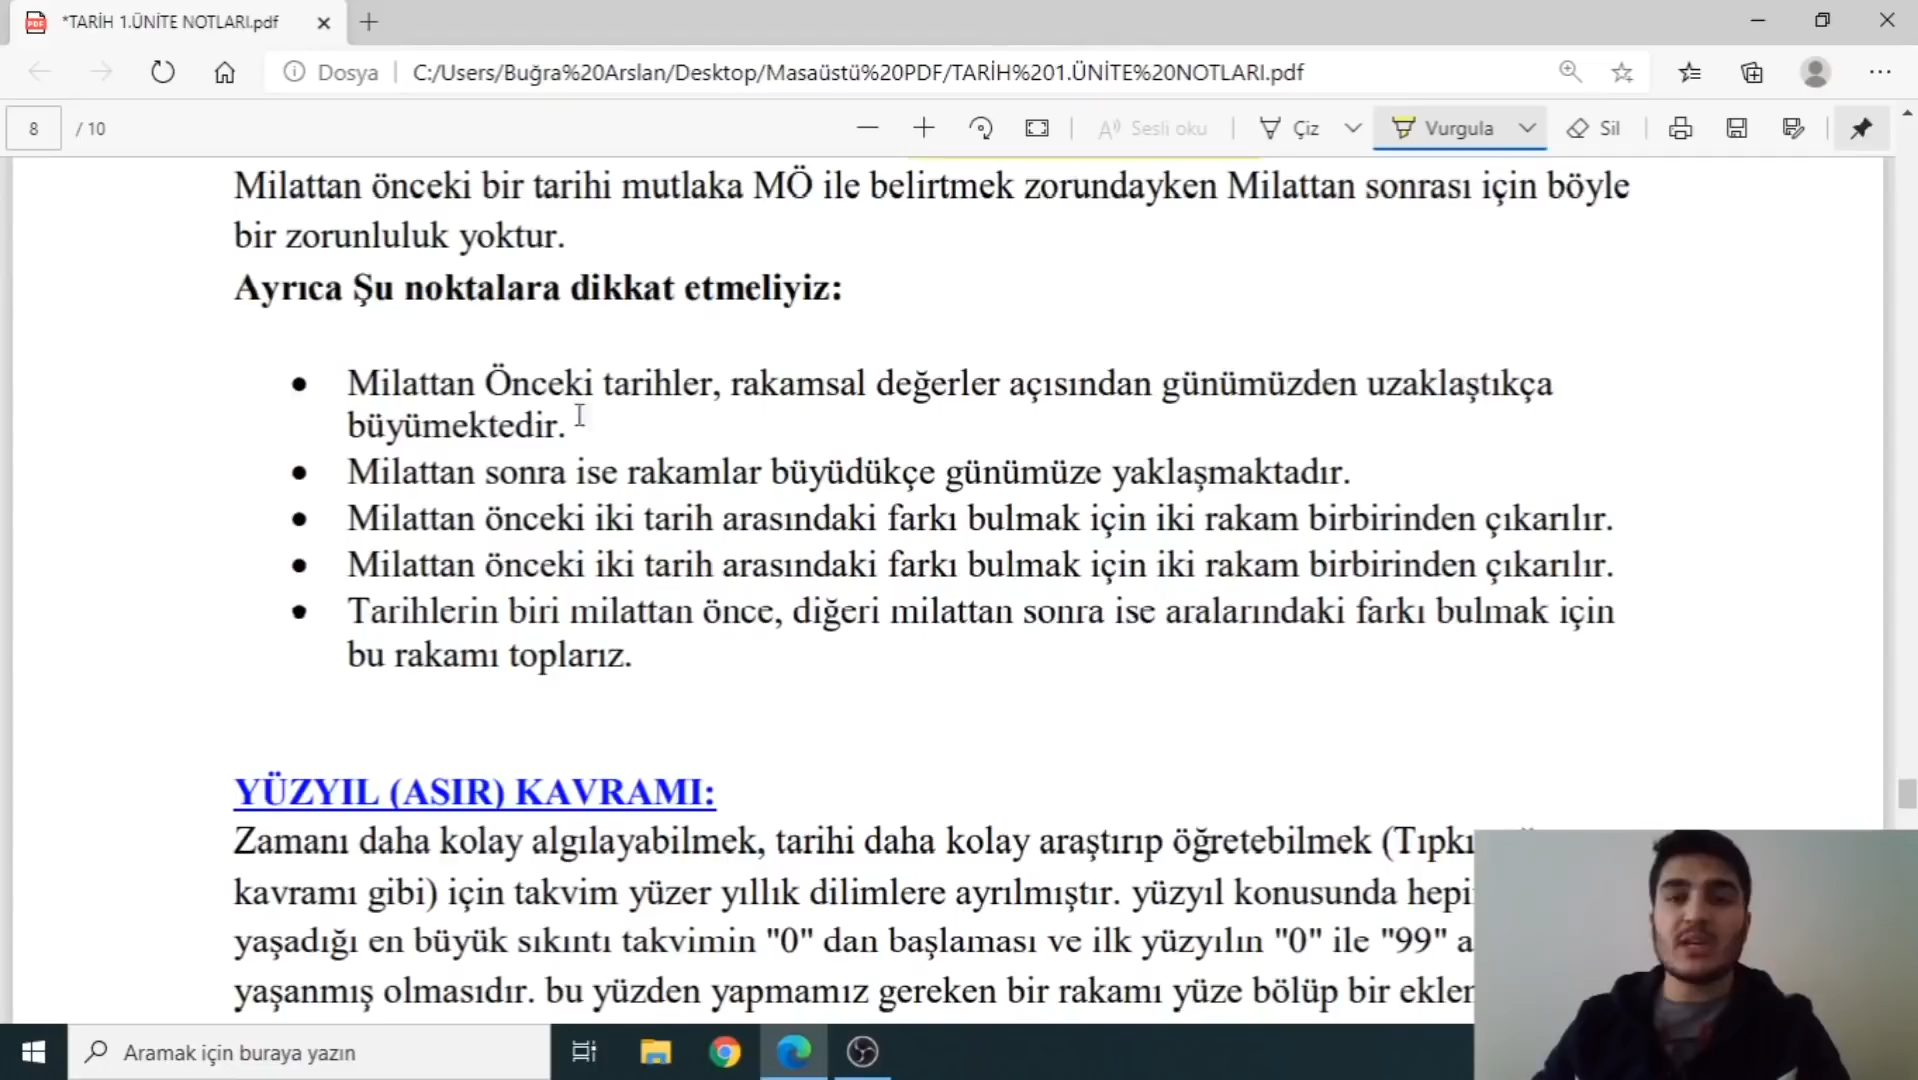 *TARİH 1.ÜNİTE NOTLARI.pdf
Dosya
C:/Users/Buğra%20Arslan/Desktop/Masaüstü%20PDF/TARİH%201.ÜNİTE%20NOTLARI.pdf
8 / 10
Sesli oku
Çiz
Vurgula
Sil
Milattan önceki bir tarihi mutlaka MÖ ile belirtmek zorundayken Milattan sonrası için böyle
bir zorunluluk yoktur.
Ayrıca Şu noktalara dikkat etmeliyiz:
• Milattan Önceki tarihler, rakamsal değerler açısından günümüzden uzaklaştıkça
büyümektedir.
• Milattan sonra ise rakamlar büyüdükçe günümüze yaklaşmaktadır.
• Milattan önceki iki tarih arasındaki farkı bulmak için iki rakam birbirinden çıkarılır.
• Milattan önceki iki tarih arasındaki farkı bulmak için iki rakam birbirinden çıkarılır.
• Tarihlerin biri milattan önce, diğeri milattan sonra ise aralarındaki farkı bulmak için
bu rakamı toplarız.
YÜZYIL (ASIR) KAVRAMI:
Zamanı daha kolay algılayabilmek, tarihi daha kolay araştırıp öğretebilmek (Tıpkı
kavramı gibi) için takvim yüzer yıllık dilimlere ayrılmıştır. yüzyıl konusunda
yaşadığı en büyük sıkıntı takvimin "0" dan başlaması ve ilk yüzyılın "0" ile "99"
yaşanmış olmasıdır. bu yüzden yapmamız gereken bir rakamı yüze bölüp bir
Aramak için buraya yazın